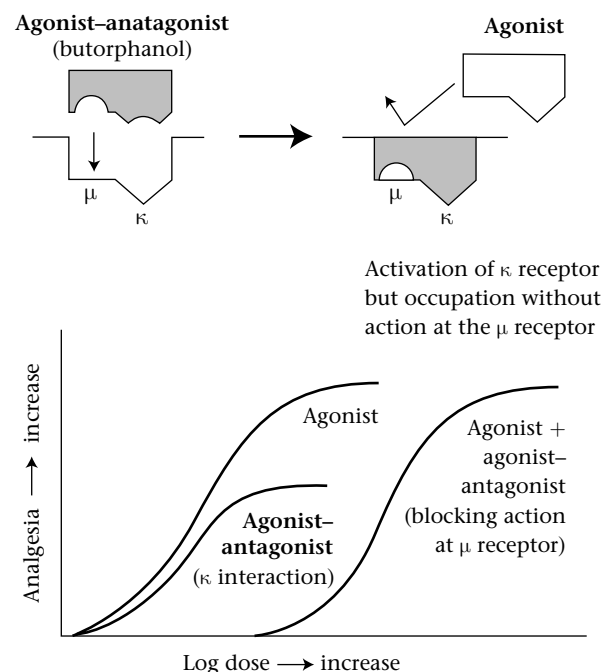 Agonist–anatagonist
(butorphanol)
Agonist
μ
κ
μ
κ
Activation of κ receptor
but occupation without
action at the μ receptor
Analgesia → increase
Agonist
Agonist–
antagonist
(κ interaction)
Agonist +
agonist–
antagonist
(blocking action
at μ receptor)
Log dose → increase